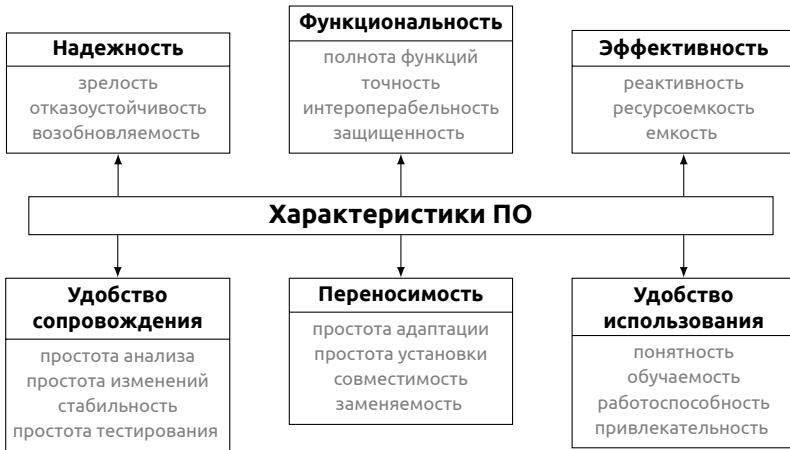 Надежность
зрелость
отказоустойчивость
возобновляемость
Функциональность
полнота функций
точность
интероперабельность
защищенность
Эффективность
реактивность
ресурсоемкость
емкость
Характеристики ПО
Удобство
сопровождения
простота анализа
простота изменений
стабильность
простота тестирования
Переносимость
простота адаптации
простота установки
совместимость
заменяемость
Удобство
использования
понятность
обучаемость
работоспособность
привлекательность